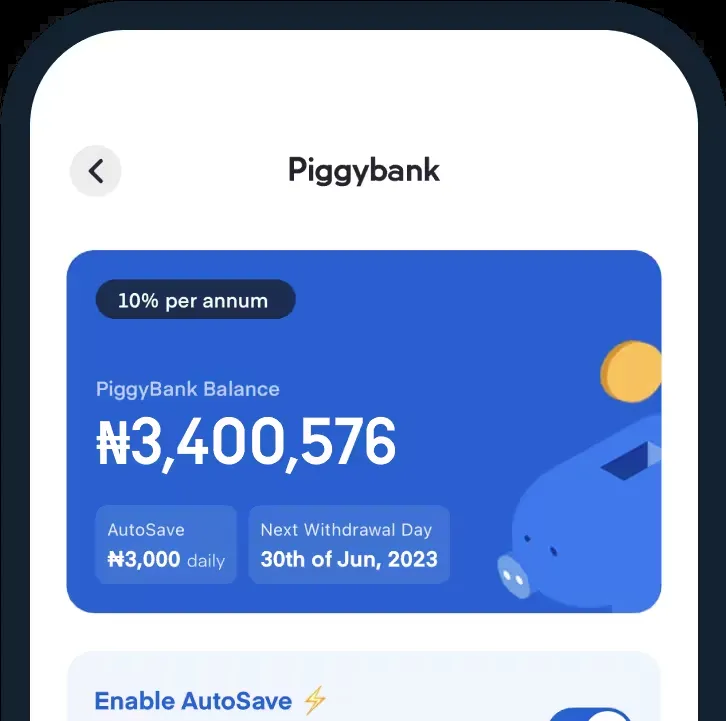 Piggybank
10% per annum
PiggyBank Balance
₦3,400,576
AutoSave
₦3,000 daily
Next Withdrawal Day
30th of Jun, 2023
Enable AutoSave ⚡